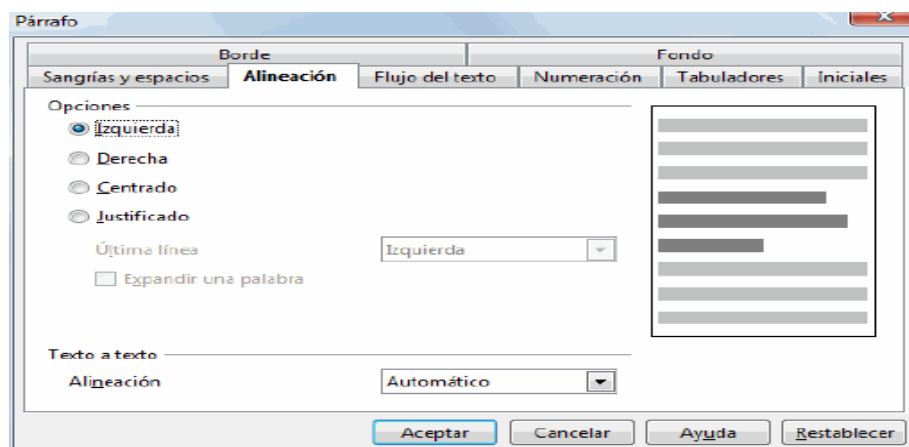 Párrafo
Borde Fondo
Sangrías y espacios Alineación Flujo del texto Numeración Tabuladores Iniciales
Opciones
Izquierda
Derecha
Centrado
Justificado
Última línea Izquierda
Expandir una palabra
Texto a texto
Alineación Automático
Aceptar Cancelar Ayuda Restablecer